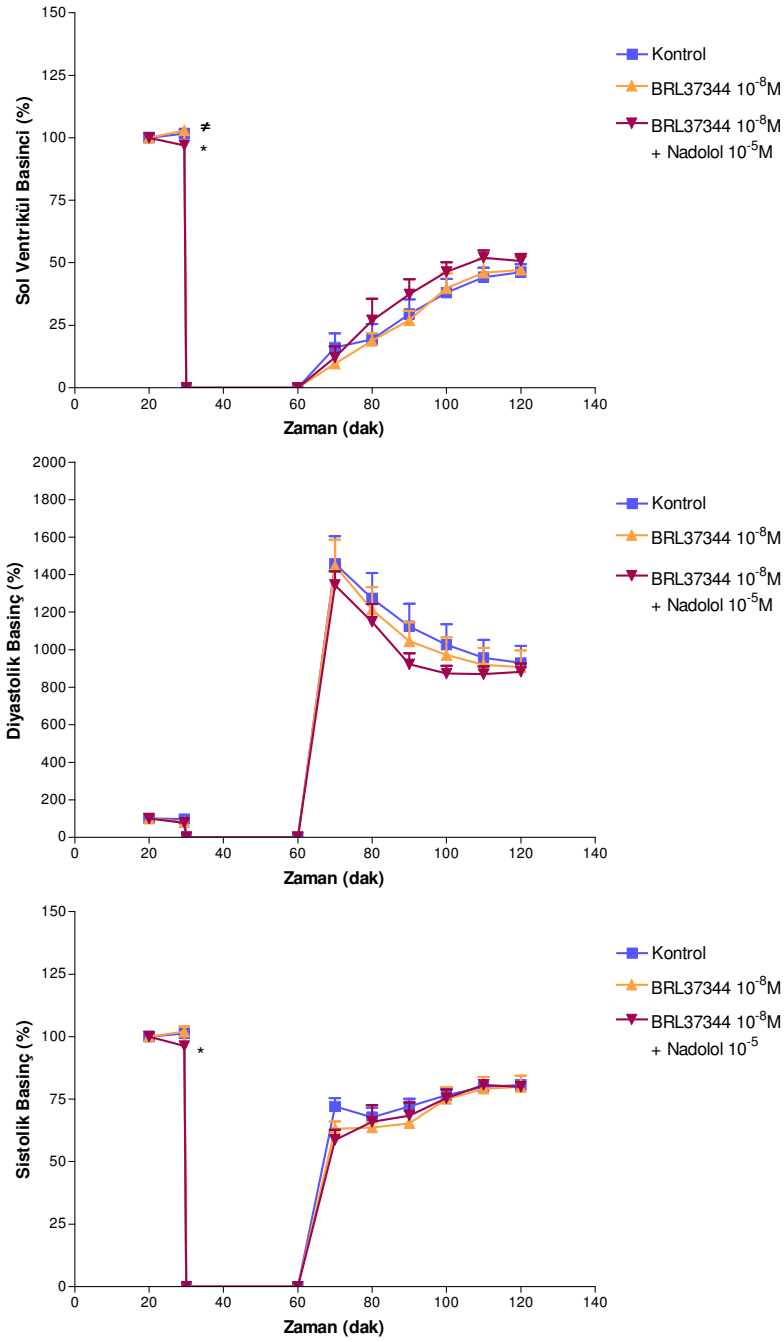 150
125
100
75
50
25
0
Sol Ventrikül Basinci (%)
≠
*
0 20 40 60 80 100 120 140
Zaman (dak)
Kontrol
BRL37344 10⁻⁸M
BRL37344 10⁻⁸M
+ Nadolol 10⁻⁵M
2000
1800
1600
1400
1200
1000
800
600
400
200
0
Diyastolik Basınç (%)
0 20 40 60 80 100 120 140
Zaman (dak)
Kontrol
BRL37344 10⁻⁸M
BRL37344 10⁻⁸M
+ Nadolol 10⁻⁵M
150
125
100
75
50
25
0
Sistolik Basınç (%)
*
0 20 40 60 80 100 120 140
Zaman (dak)
Kontrol
BRL37344 10⁻⁸M
BRL37344 10⁻⁸M
+ Nadolol 10⁻⁵